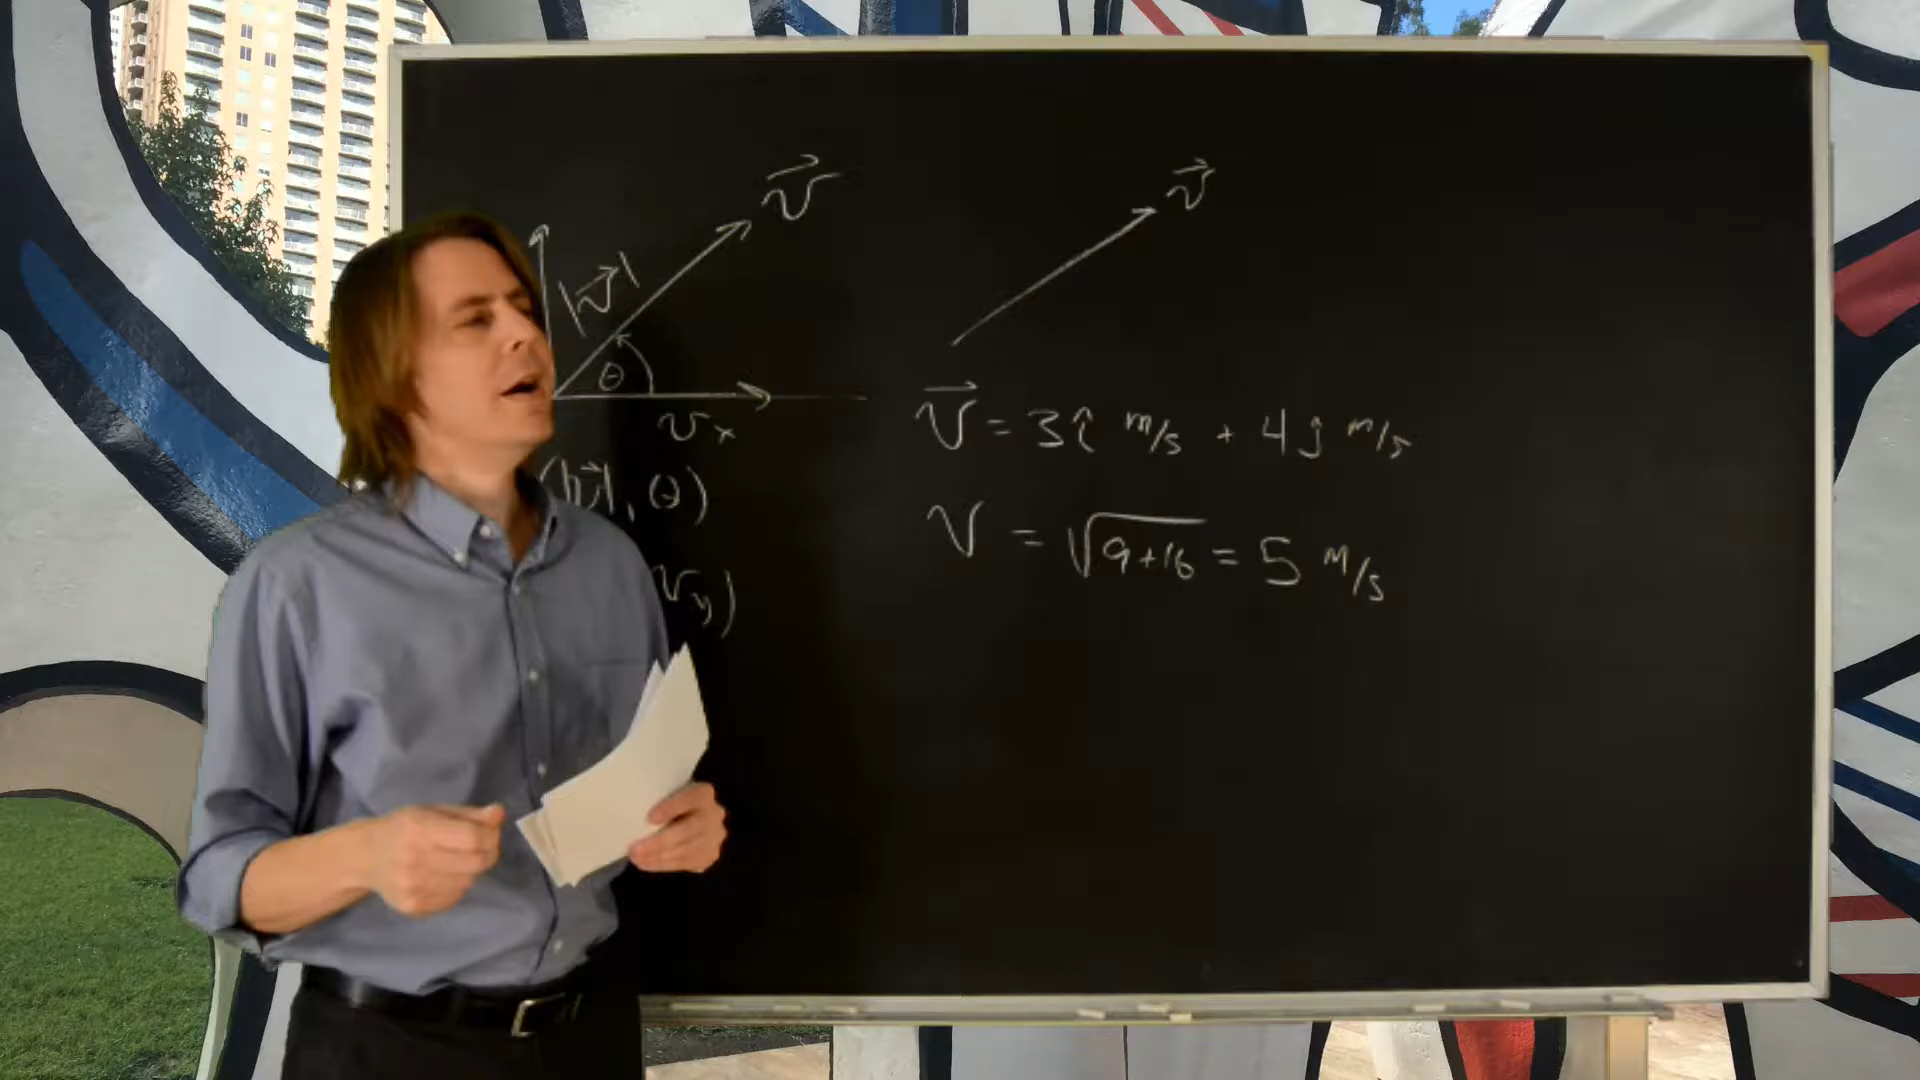 v⃗
|v⃗|
θ
vₓ
(|v⃗|, θ)
v_y)
v⃗
v⃗ = 3î m/s + 4ĵ m/s
v = √(9+16) = 5 m/s